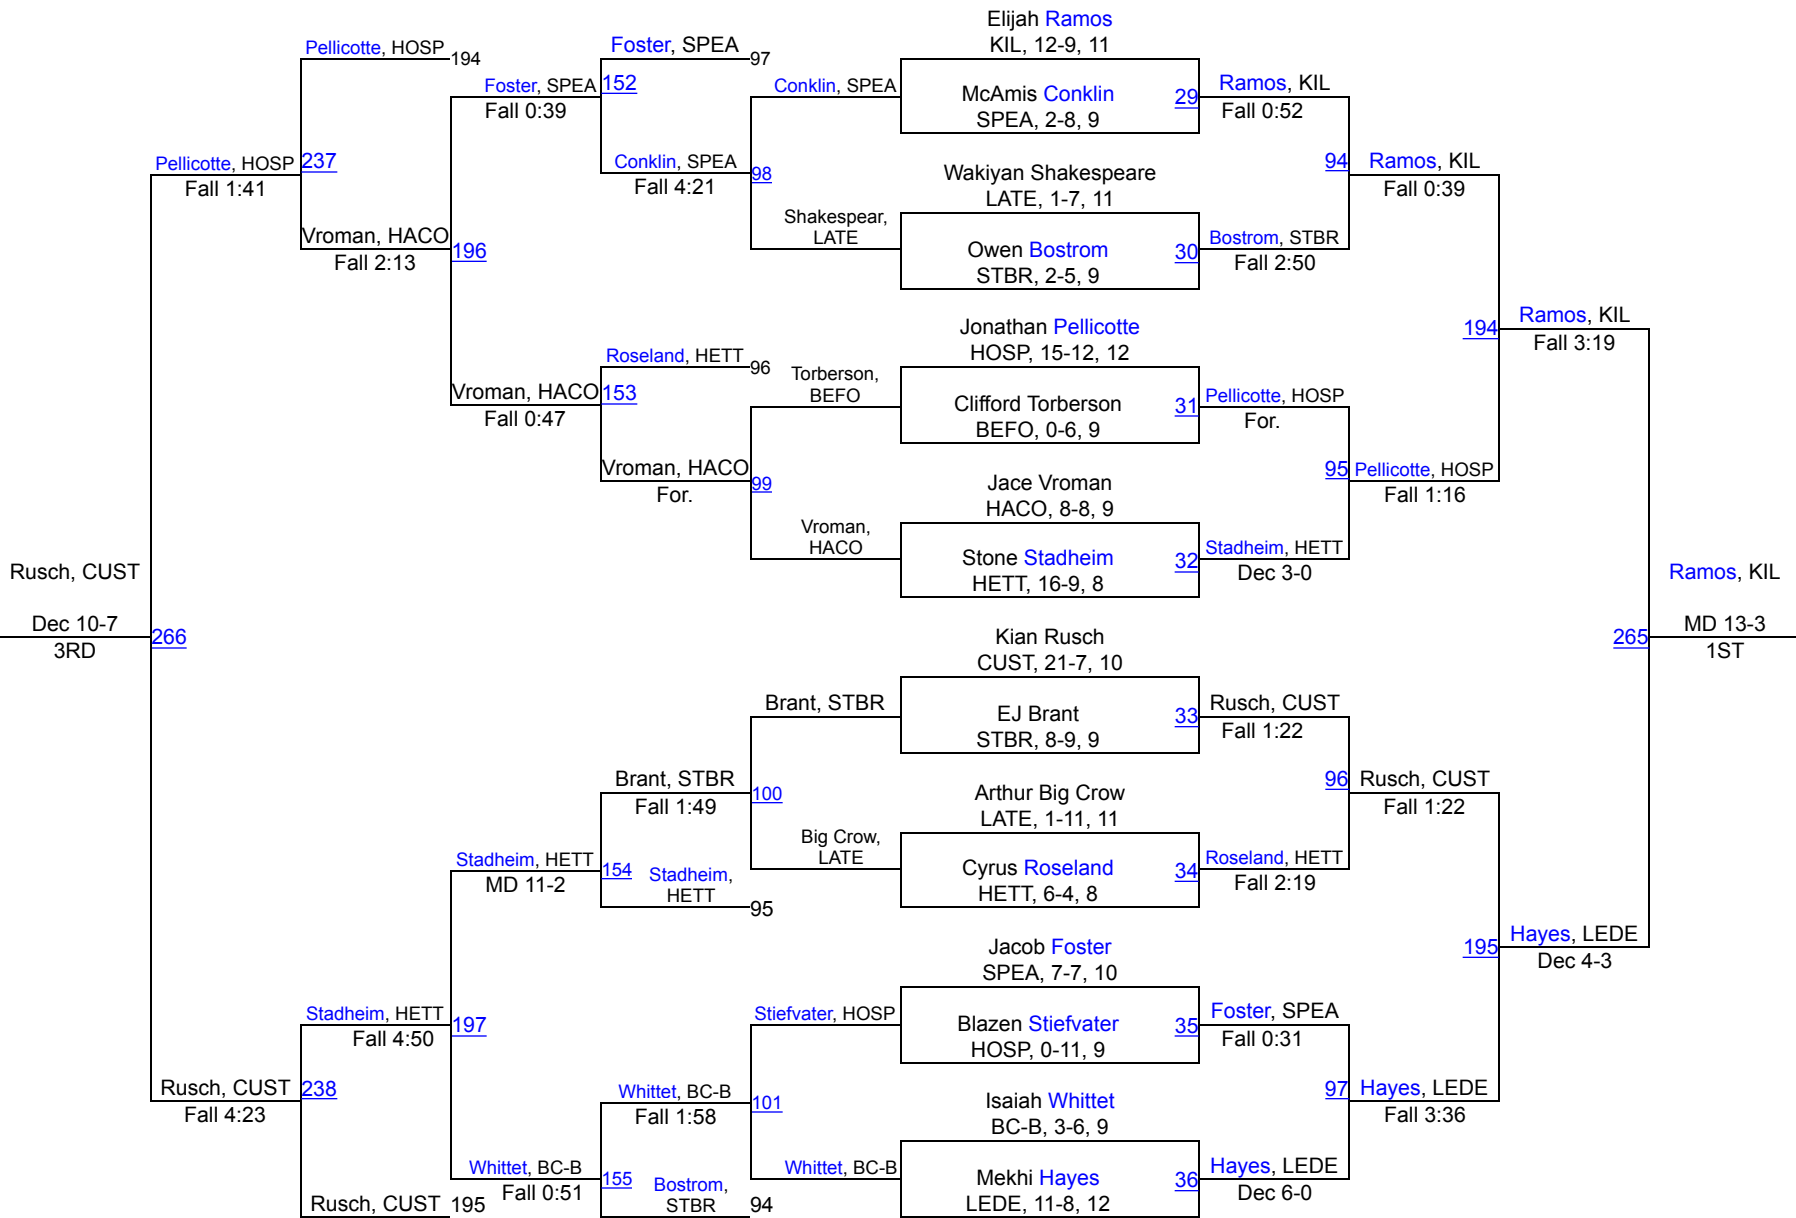 Elijah Ramos
KIL, 12-9, 11
McAmis Conklin
SPEA, 2-8, 9
29
Wakiyan Shakespeare
LATE, 1-7, 11
Owen Bostrom
STBR, 2-5, 9
30
Jonathan Pellicotte
HOSP, 15-12, 12
Clifford Torberson
BEFO, 0-6, 9
31
Jace Vroman
HACO, 8-8, 9
Stone Stadheim
HETT, 16-9, 8
32
Kian Rusch
CUST, 21-7, 10
EJ Brant
STBR, 8-9, 9
33
Arthur Big Crow
LATE, 1-11, 11
Cyrus Roseland
HETT, 6-4, 8
34
Jacob Foster
SPEA, 7-7, 10
Blazen Stiefvater
HOSP, 0-11, 9
35
Isaiah Whittet
BC-B, 3-6, 9
Mekhi Hayes
LEDE, 11-8, 12
36
Ramos, KIL
Fall 0:52
94
Bostrom, STBR
Fall 2:50
Pellicotte, HOSP
For.
95
Stadheim, HETT
Dec 3-0
Rusch, CUST
Fall 1:22
96
Roseland, HETT
Fall 2:19
Foster, SPEA
Fall 0:31
97
Hayes, LEDE
Dec 6-0
Ramos, KIL
Fall 0:39
194
Pellicotte, HOSP
Fall 1:16
Rusch, CUST
Fall 1:22
195
Hayes, LEDE
Fall 3:36
Ramos, KIL
Fall 3:19
265
Hayes, LEDE
Dec 4-3
Ramos, KIL
MD 13-3
1ST
Conklin, SPEA
98
Shakespear,
LATE
Torberson,
BEFO
99
Vroman,
HACO
Brant, STBR
100
Big Crow,
LATE
Stiefvater, HOSP
101
Whittet, BC-B
Foster, SPEA
97
152
Conklin, SPEA
Fall 4:21
Roseland, HETT
96
153
Vroman, HACO
For.
Brant, STBR
Fall 1:49
154
Stadheim,
HETT
95
Whittet, BC-B
Fall 1:58
155
Bostrom,
STBR
94
Foster, SPEA
Fall 0:39
196
Vroman, HACO
Fall 0:47
Stadheim, HETT
MD 11-2
197
Whittet, BC-B
Fall 0:51
Pellicotte, HOSP
194
237
Vroman, HACO
Fall 2:13
Stadheim, HETT
Fall 4:50
238
Rusch, CUST
195
Pellicotte, HOSP
Fall 1:41
266
Rusch, CUST
Fall 4:23
Rusch, CUST
Dec 10-7
3RD